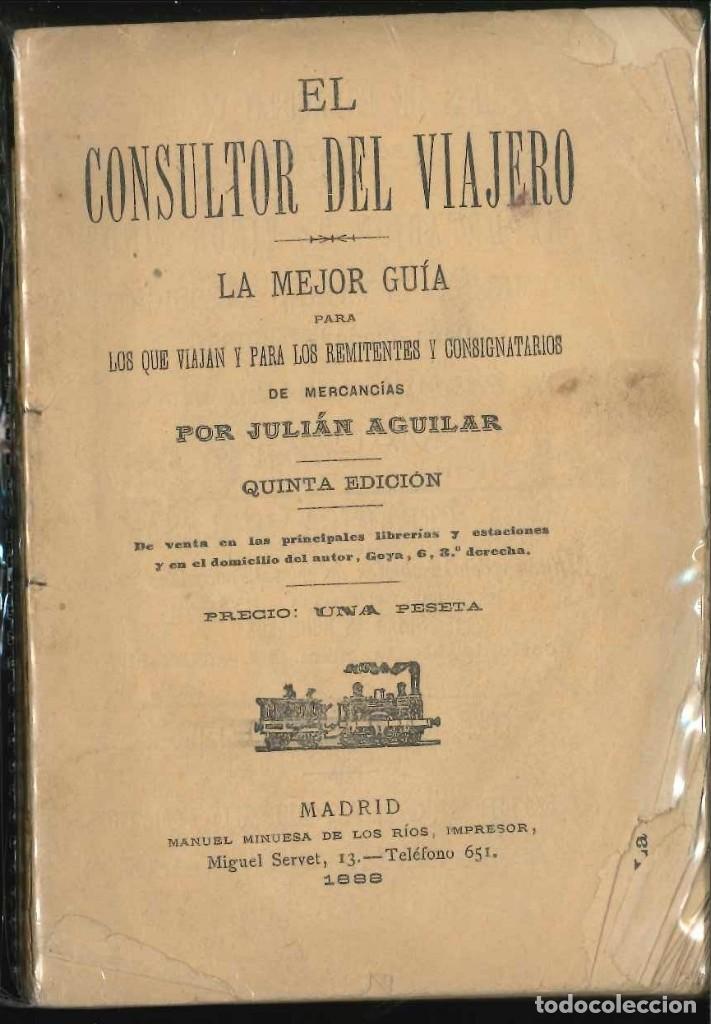 EL
CONSULTOR DEL VIAJERO
LA MEJOR GUÍA
PARA
LOS QUE VIAJAN Y PARA LOS REMITENTES Y CONSIGNATARIOS
DE MERCANCÍAS
POR JULIÁN AGUILAR
QUINTA EDICIÓN
De venta en las principales librerías y estaciones
y en el domicilio del autor, Goya, 6, 3.º derecha.
PRECIO: UNA PESETA
MADRID
MANUEL MINUESA DE LOS RÍOS, IMPRESOR,
Miguel Servet, 13.—Teléfono 651.
1888
La
todocoleccion